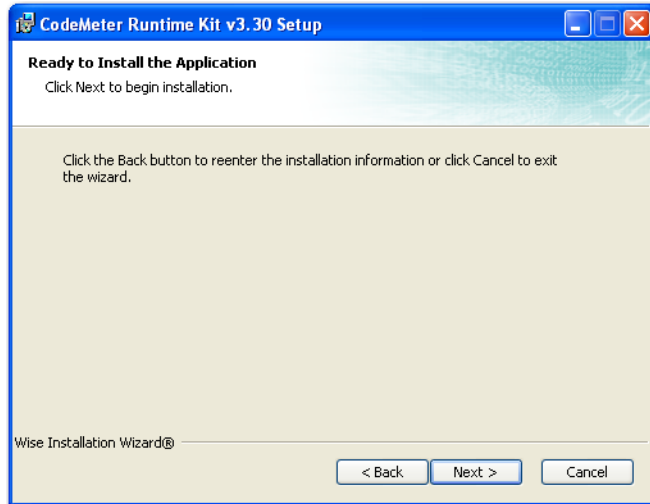 CodeMeter Runtime Kit v3.30 Setup
Ready to Install the Application
Click Next to begin installation.
Click the Back button to reenter the installation information or click Cancel to exit
the wizard.
Wise Installation Wizard®
< Back Next > Cancel